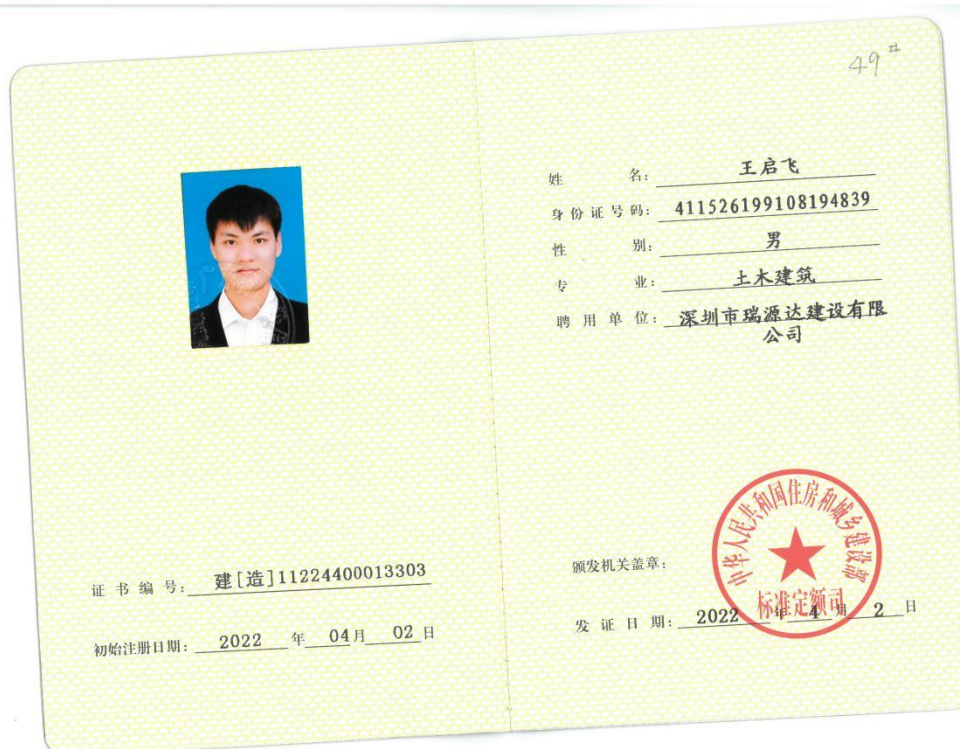 49#
姓 名: 王启飞
身份证号码: 411526199108194839
性 别: 男
专 业: 土木建筑
聘用单位: 深圳市瑞源达建设有限
公司
证书编号: 建[造]11224400013303
初始注册日期: 2022 年 04 月 02 日
颁发机关盖章:
中华人民共和国住房和城乡建设部
标准定额司
发证日期: 2022 年 4 月 2 日